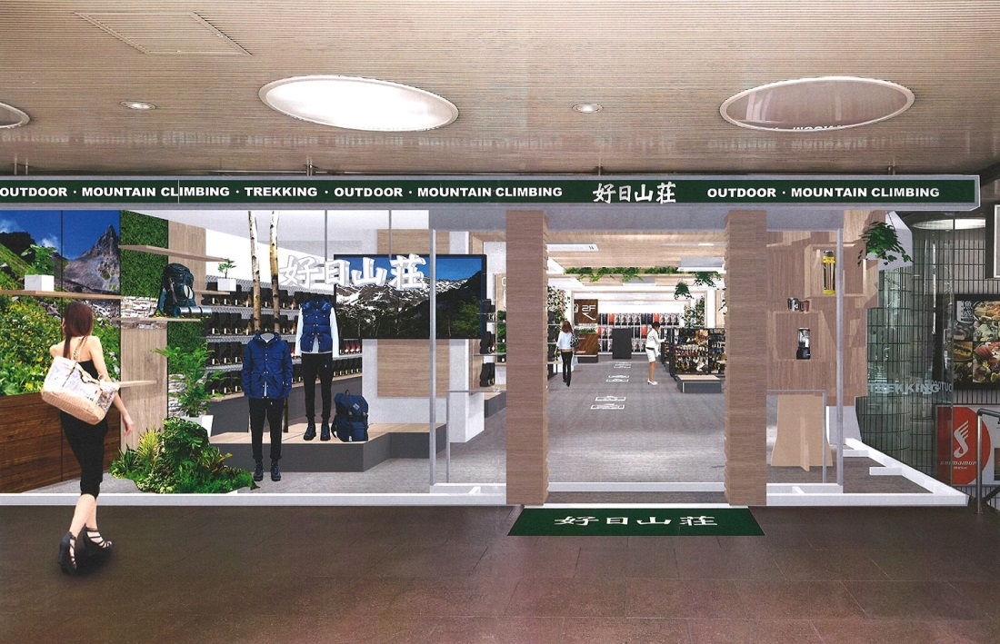 OUTDOOR · MOUNTAIN CLIMBING · TREKKING · OUTDOOR · MOUNTAIN CLIMBING 好日山荘 OUTDOOR · MOUNTAIN CLIMBING
好日山荘
2F
TREKKING
好日山荘